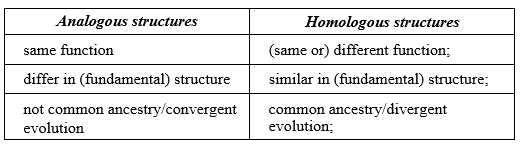 Analogous structures Homologous structures
same function (same or) different function;
differ in (fundamental) structure similar in (fundamental) structure;
not common ancestry/convergent common ancestry/divergent
evolution evolution;